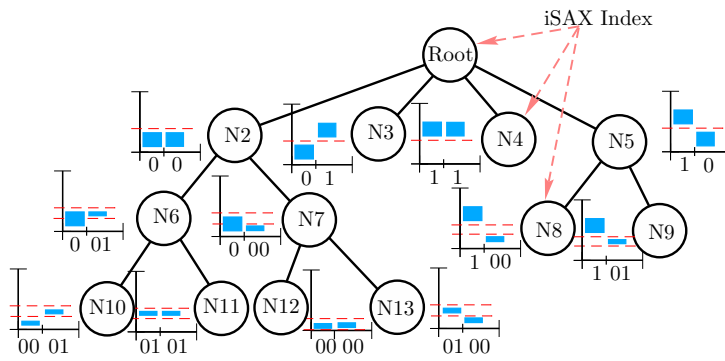 iSAX Index
Root
N2
N3
N4
N5
0 0
0 1
1 1
1 0
N6
N7
N8
N9
0 01
0 00
1 00
1 01
N10
N11
N12
N13
00 01
01 01
00 00
01 00